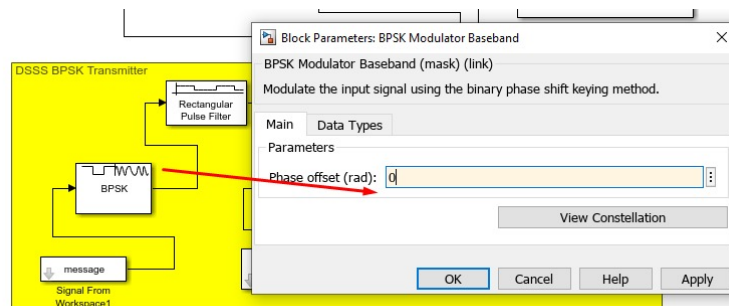 Block Parameters: BPSK Modulator Baseband
BPSK Modulator Baseband (mask) (link)
Modulate the input signal using the binary phase shift keying method.
Main Data Types
Parameters
Phase offset (rad): 0
View Constellation
OK Cancel Help Apply
DSSS BPSK Transmitter
Rectangular
Pulse Filter
BPSK
message
Signal From
Workspace1